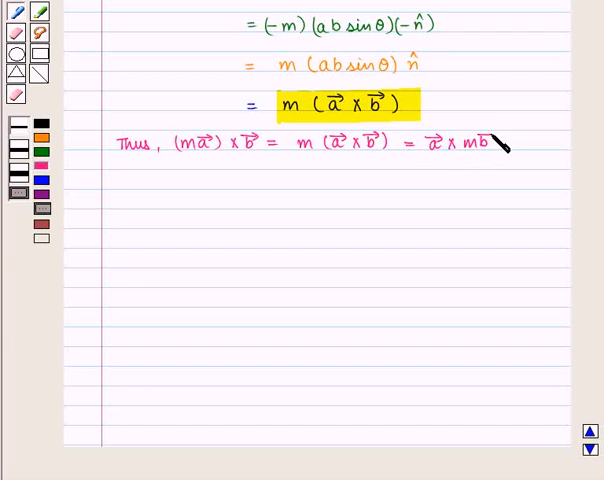 = (-m) (ab sinθ)(-n̂)
= m (ab sinθ) n̂
= m (a⃗ × b⃗)
Thus, (ma⃗) × b⃗ = m (a⃗ × b⃗) = a⃗ × mb⃗